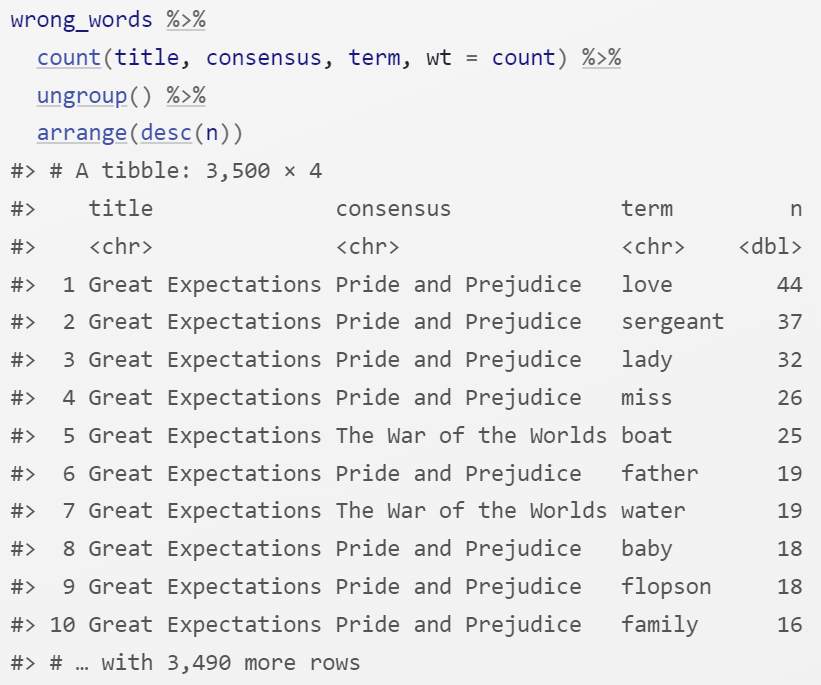 wrong_words %>%
  count(title, consensus, term, wt = count) %>%
  ungroup() %>%
  arrange(desc(n))
#> # A tibble: 3,500 × 4
#>    title              consensus             term         n
#>    <chr>              <chr>                 <chr>    <dbl>
#>  1 Great Expectations Pride and Prejudice   love        44
#>  2 Great Expectations Pride and Prejudice   sergeant    37
#>  3 Great Expectations Pride and Prejudice   lady        32
#>  4 Great Expectations Pride and Prejudice   miss        26
#>  5 Great Expectations The War of the Worlds boat        25
#>  6 Great Expectations Pride and Prejudice   father      19
#>  7 Great Expectations The War of the Worlds water       19
#>  8 Great Expectations Pride and Prejudice   baby        18
#>  9 Great Expectations Pride and Prejudice   flopson     18
#> 10 Great Expectations Pride and Prejudice   family      16
#> # … with 3,490 more rows